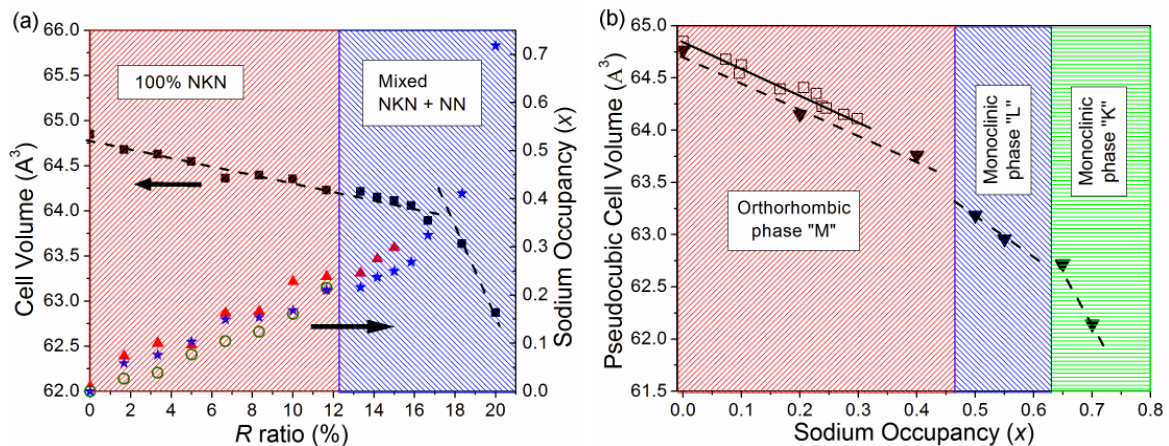 (a)
66.0
65.5
65.0
64.5
64.0
63.5
63.0
62.5
62.0
Cell Volume (Å³)
100% NKN
Mixed
NKN + NN
0.7
0.6
0.5
0.4
0.3
0.2
0.1
0.0
Sodium Occupancy (x)
0 2 4 6 8 10 12 14 16 18 20
R ratio (%)
(b)
65.0
64.5
64.0
63.5
63.0
62.5
62.0
61.5
Pseudocubic Cell Volume (Å³)
Orthorhombic
phase "M"
Monoclinic
phase "L"
Monoclinic
phase "K"
0.0 0.1 0.2 0.3 0.4 0.5 0.6 0.7 0.8
Sodium Occupancy (x)